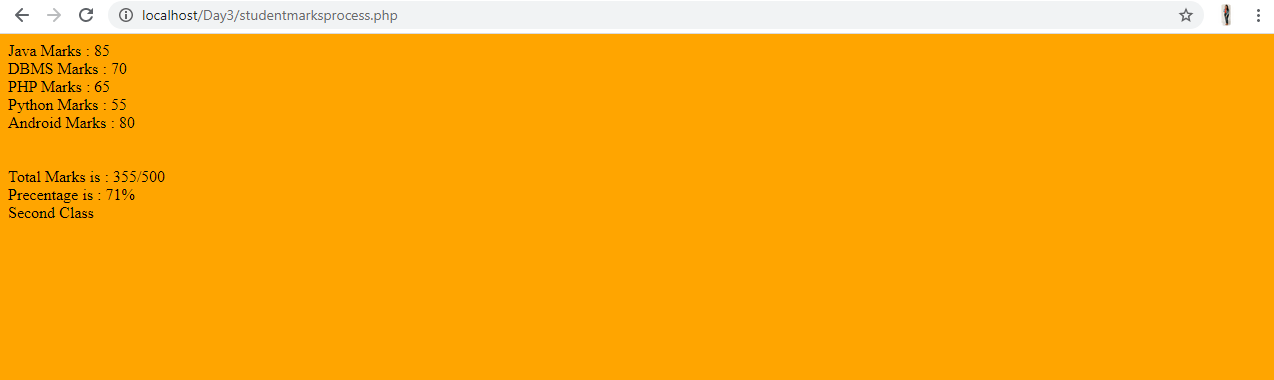 localhost/Day3/studentmarksprocess.php
Java Marks : 85
DBMS Marks : 70
PHP Marks : 65
Python Marks : 55
Android Marks : 80
Total Marks is : 355/500
Precentage is : 71%
Second Class